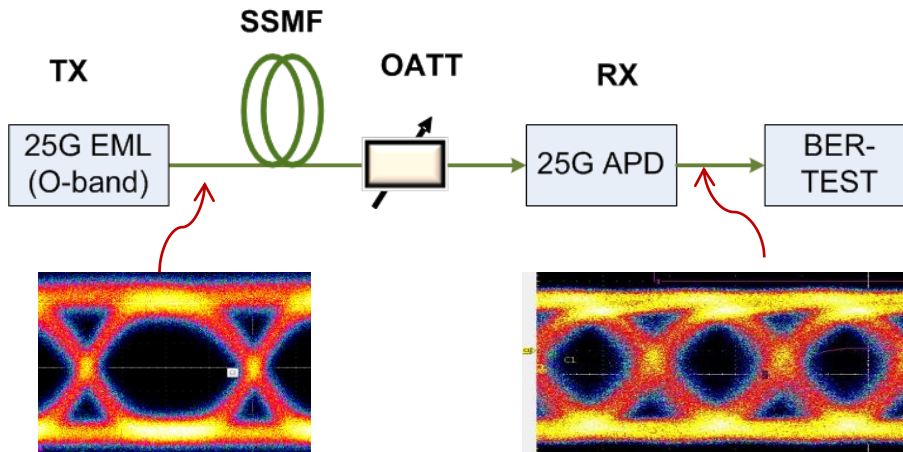 SSMF
TX
OATT
RX
25G EML
(O-band)
25G APD
BER-
TEST
C1